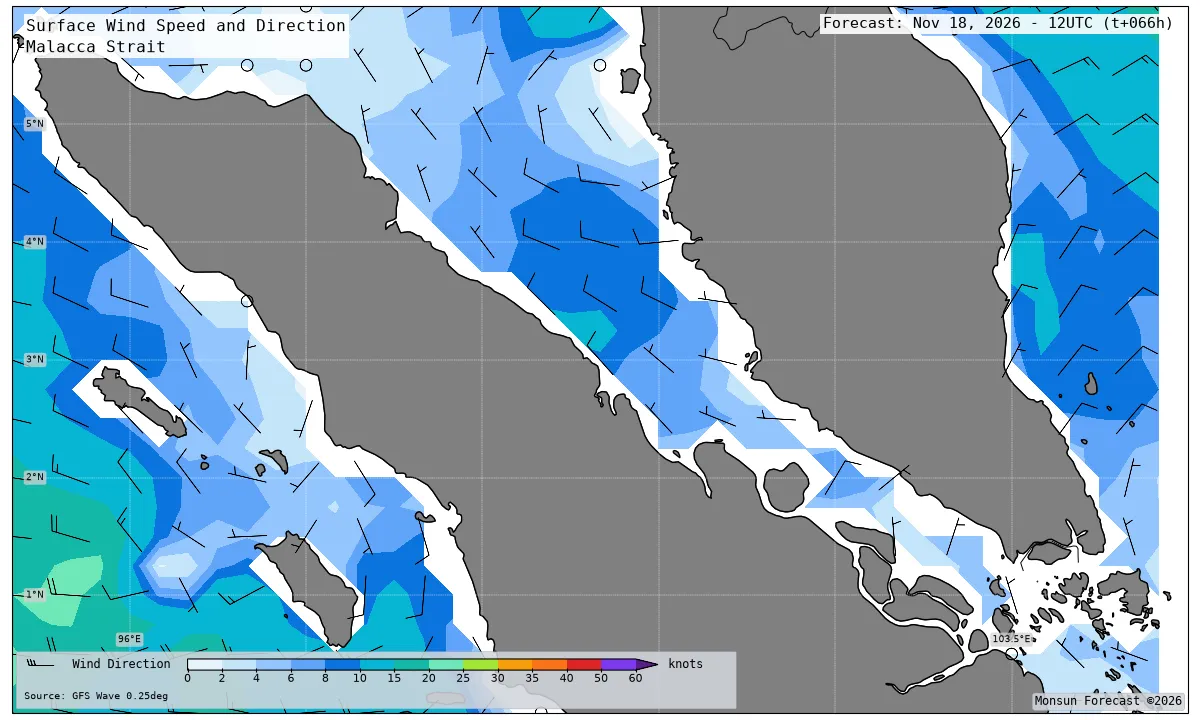 Surface Wind Speed and Direction
Malacca Strait
Forecast: Nov 18, 2026 - 12UTC (t+066h)
5°N
4°N
3°N
2°N
1°N
96°E
103.5°E
Wind Direction
knots
0 2 4 6 8 10 15 20 25 30 35 40 50 60
Source: GFS Wave 0.25deg
Monsun Forecast ©2026